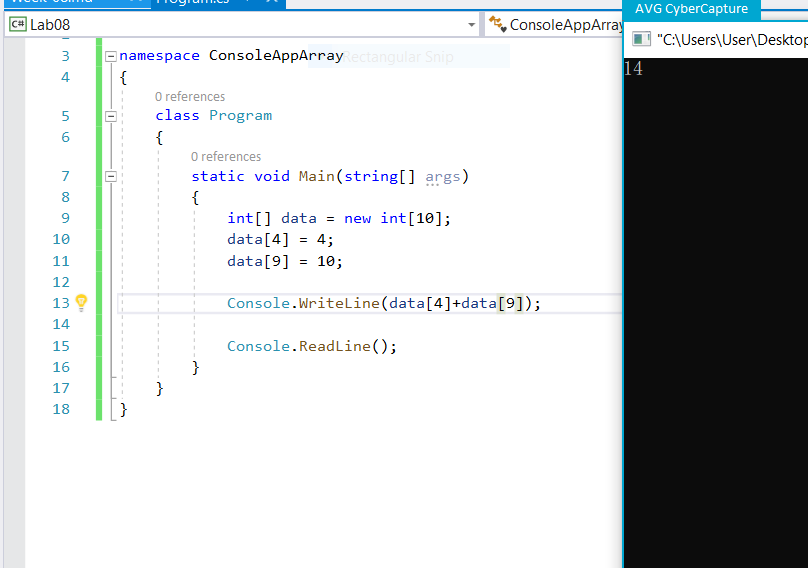 Program.cs
AVG CyberCapture
C# Lab08
ConsoleAppArray
"C:\Users\User\Desktop
Rectangular Snip
14
3 namespace ConsoleAppArray
4 {
0 references
5 class Program
6 {
0 references
7 static void Main(string[] args)
8 {
9 int[] data = new int[10];
10 data[4] = 4;
11 data[9] = 10;
12
13 Console.WriteLine(data[4]+data[9]);
14
15 Console.ReadLine();
16 }
17 }
18 }